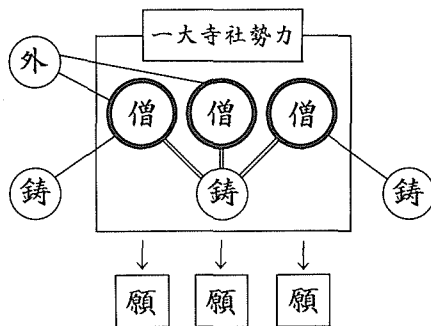 一大寺社勢力
外
僧 僧 僧
鋳 鋳 鋳
願 願 願